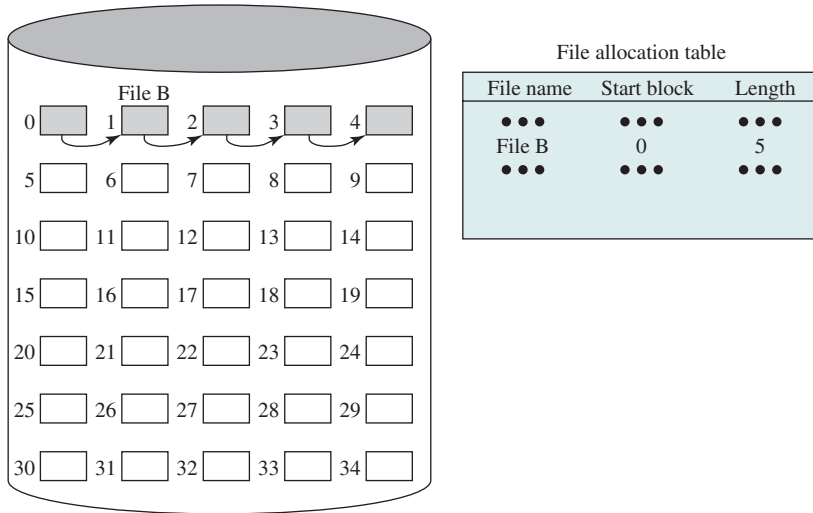 File allocation table
File name Start block Length
••• ••• •••
File B 0 5
••• ••• •••
File B
0 1 2 3 4
5 6 7 8 9
10 11 12 13 14
15 16 17 18 19
20 21 22 23 24
25 26 27 28 29
30 31 32 33 34